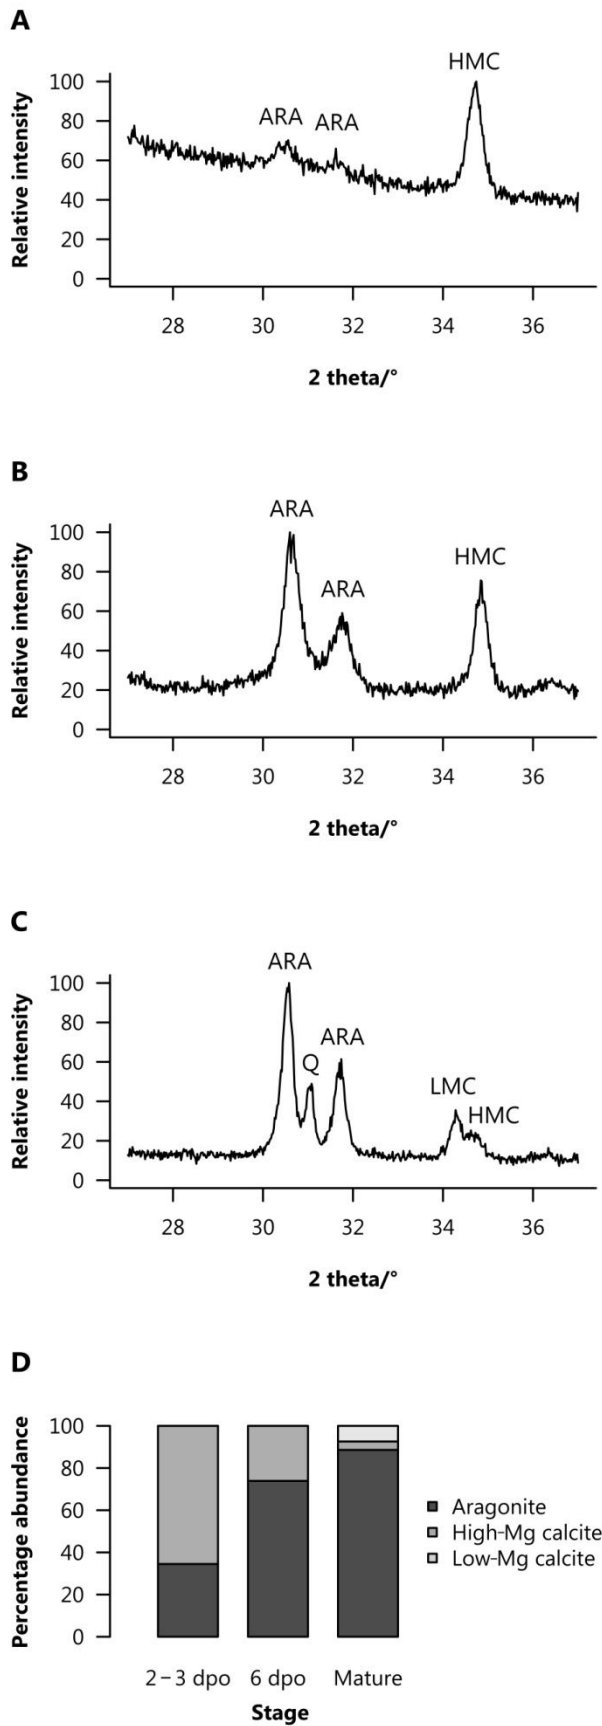 A
Relative intensity
100
80
60
40
20
0
ARA
ARA
HMC
28 30 32 34 36
2 theta/°
B
Relative intensity
100
80
60
40
20
0
ARA
ARA
HMC
28 30 32 34 36
2 theta/°
C
Relative intensity
100
80
60
40
20
0
ARA
Q
ARA
LMC
HMC
28 30 32 34 36
2 theta/°
D
Percentage abundance
100
80
60
40
20
0
Aragonite
High-Mg calcite
Low-Mg calcite
2–3 dpo 6 dpo Mature
Stage